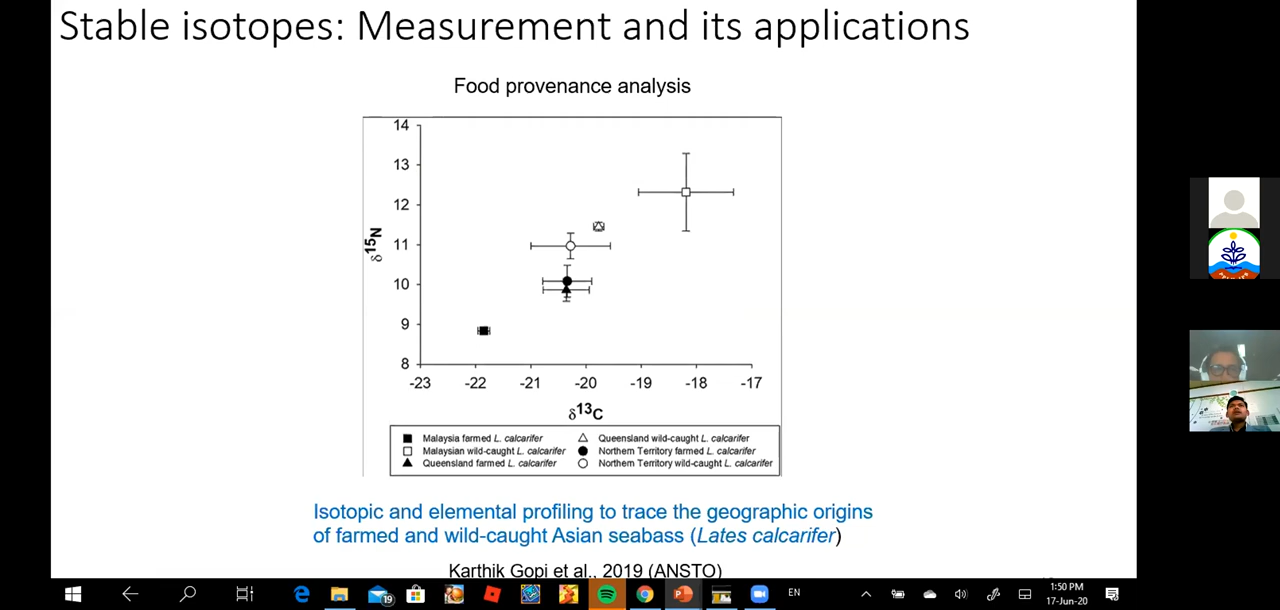 Stable isotopes: Measurement and its applications
Food provenance analysis
14
13
12
11
10
9
8
δ15N
-23 -22 -21 -20 -19 -18 -17
δ13C
Malaysia farmed L. calcarifer
Malaysian wild-caught L. calcarifer
Queensland farmed L. calcarifer
Queensland wild-caught L. calcarifer
Northern Territory farmed L. calcarifer
Northern Territory wild-caught L. calcarifer
Isotopic and elemental profiling to trace the geographic origins
of farmed and wild-caught Asian seabass (Lates calcarifer)
Karthik Gopi et al., 2019 (ANSTO)
19
EN
1:50 PM
17-Jun-20